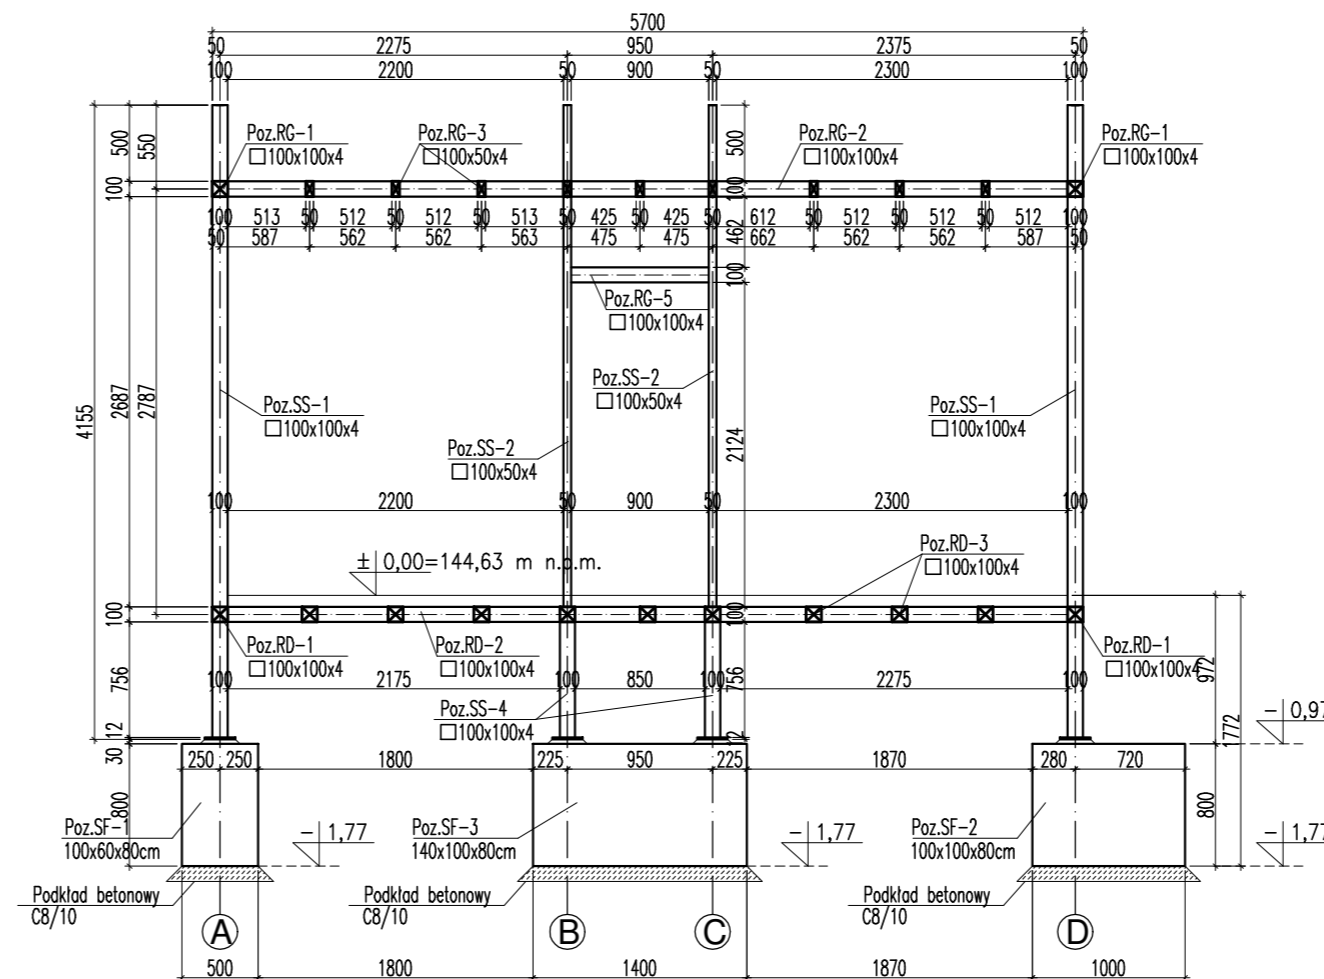 5700
50 2275 950 2375 50
100 2200 50 900 50 2300 100
500
550
500
Poz.RG-1
□100x100x4
Poz.RG-3
□100x50x4
Poz.RG-2
□100x100x4
Poz.RG-1
□100x100x4
100
100
100 513 50 512 50 512 50 513 50 425 50 425 50 612 50 512 50 512 50 512 100
50 587 562 562 563 475 475 662 562 562 587 50
462
100
Poz.RG-5
□100x100x4
4155
2687
2787
2124
Poz.SS-1
□100x100x4
Poz.SS-2
□100x50x4
Poz.SS-2
□100x50x4
Poz.SS-1
□100x100x4
100 2200 50 900 50 2300 100
± 0,00=144,63 m n.p.m.
Poz.RD-3
□100x100x4
100
100
Poz.RD-1
□100x100x4
Poz.RD-2
□100x100x4
Poz.RD-1
□100x100x4
756
756
972
1772
100 2175 100 850 100 2275 100
Poz.SS-4
□100x100x4
12
30
- 0,97
250 250 1800 225 950 225 1870 280 720
800
800
Poz.SF-1
100x60x80cm
- 1,77
Poz.SF-3
140x100x80cm
- 1,77
Poz.SF-2
100x100x80cm
- 1,77
Podkład betonowy
C8/10
Podkład betonowy
C8/10
Podkład betonowy
C8/10
A B C D
500 1800 1400 1870 1000